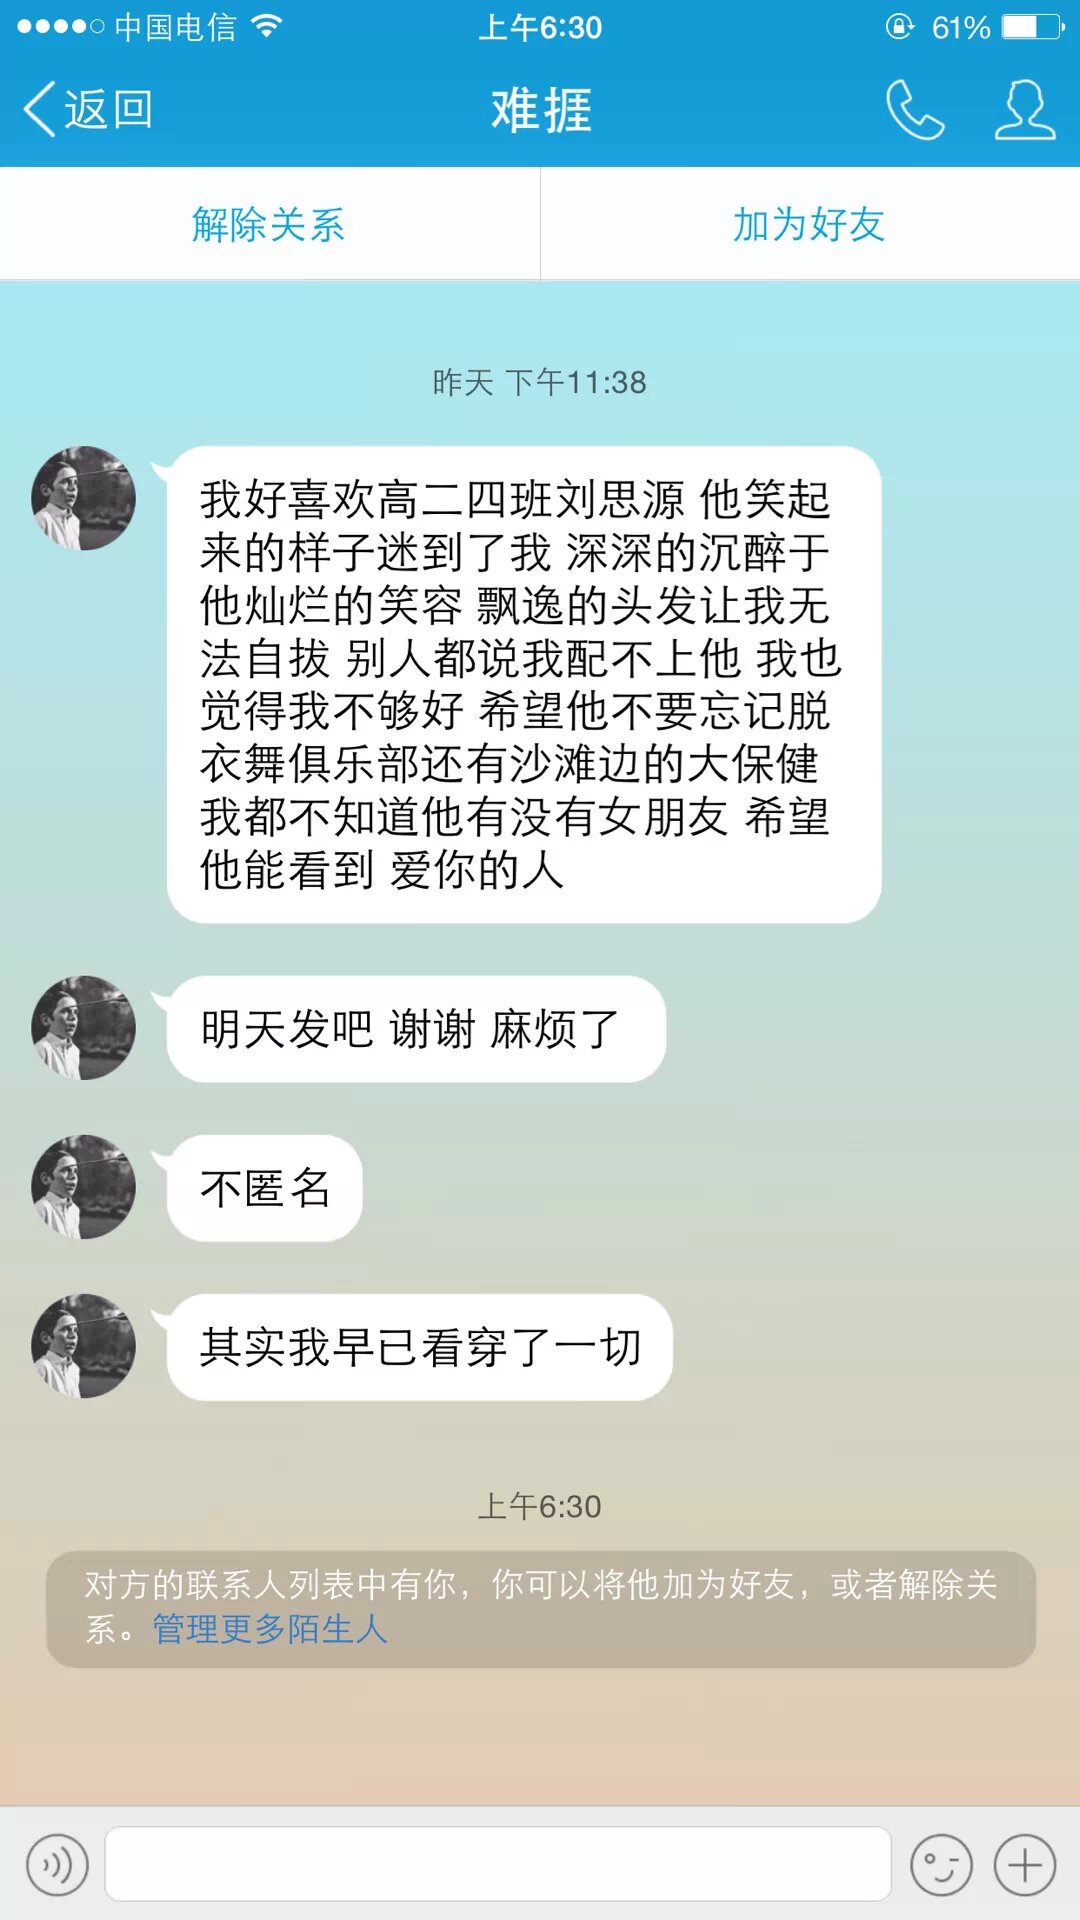 中国电信 上午6:30 61%
返回 难捱
解除关系 加为好友
昨天 下午11:38
我好喜欢高二四班刘思源 他笑起
来的样子迷到了我 深深的沉醉于
他灿烂的笑容 飘逸的头发让我无
法自拔 别人都说我配不上他 我也
觉得我不够好 希望他不要忘记脱
衣舞俱乐部还有沙滩边的大保健
我都不知道他有没有女朋友 希望
他能看到 爱你的人
明天发吧 谢谢 麻烦了
不匿名
其实我早已看穿了一切
上午6:30
对方的联系人列表中有你，你可以将他加为好友，或者解除关
系。管理更多陌生人